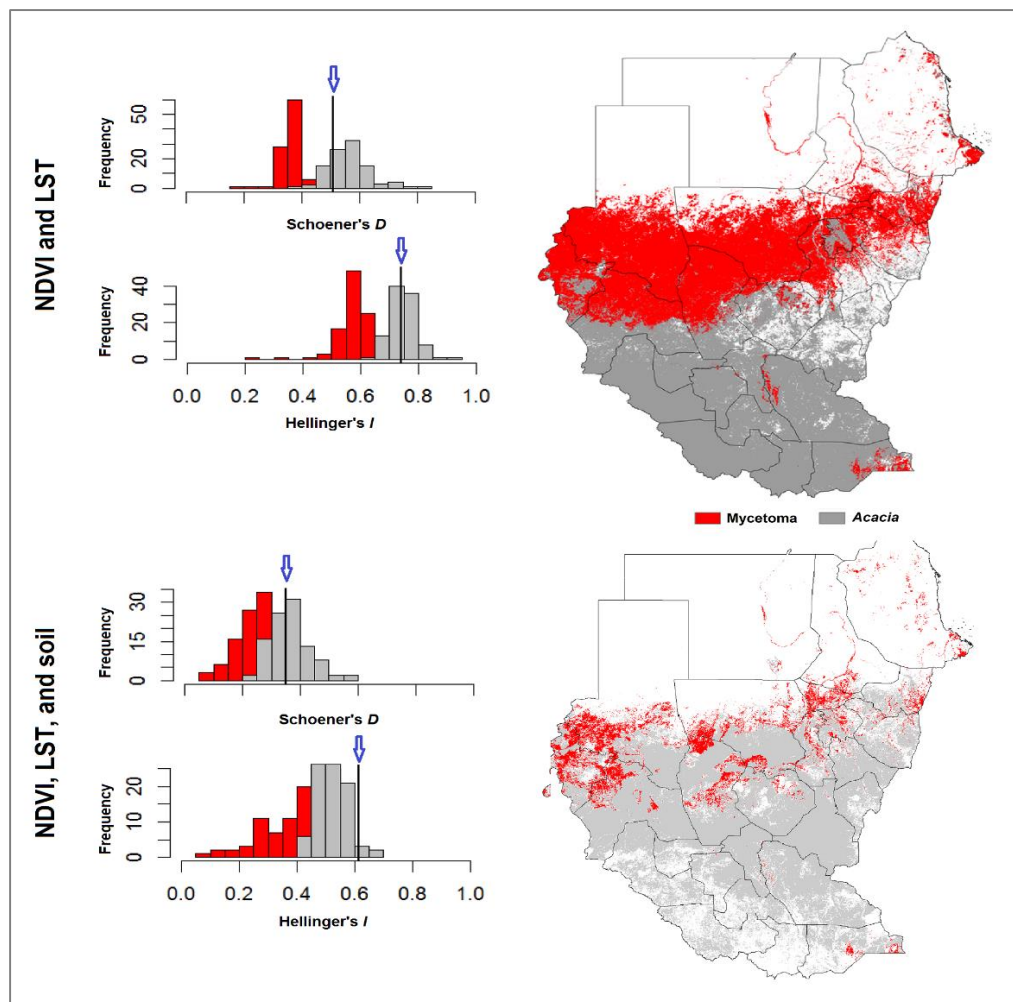 NDVI and LST
Frequency
0 20 50
Schoener's D
Frequency
0 20 40
0.0 0.2 0.4 0.6 0.8 1.0
Hellinger's I
Mycetoma Acacia
NDVI, LST, and soil
Frequency
0 15 30
Schoener's D
Frequency
0 10 20
0.0 0.2 0.4 0.6 0.8 1.0
Hellinger's I